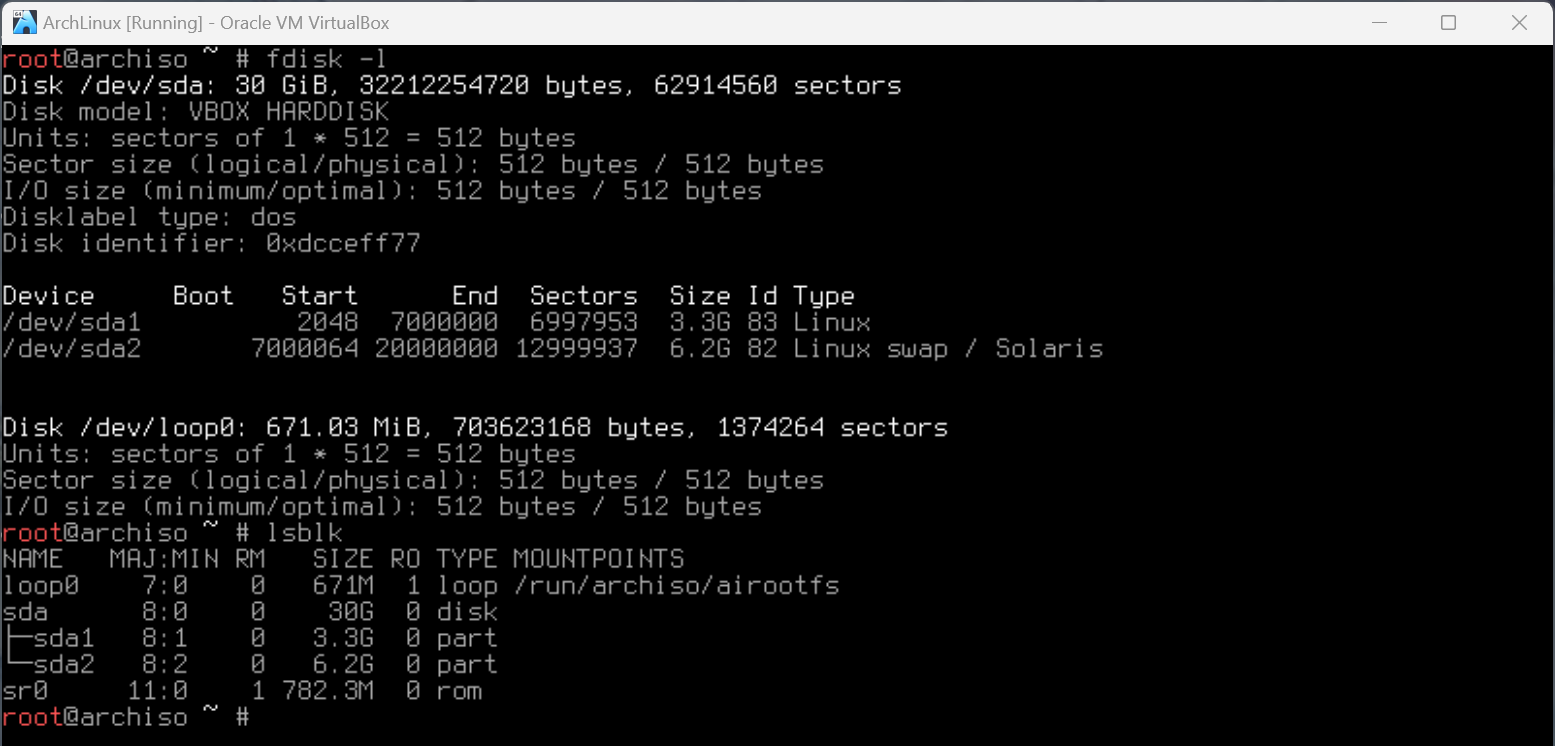 ArchLinux [Running] - Oracle VM VirtualBox
root@archiso ~ # fdisk -l
Disk /dev/sda: 30 GiB, 32212254720 bytes, 62914560 sectors
Disk model: VBOX HARDDISK
Units: sectors of 1 * 512 = 512 bytes
Sector size (logical/physical): 512 bytes / 512 bytes
I/O size (minimum/optimal): 512 bytes / 512 bytes
Disklabel type: dos
Disk identifier: 0xdcceff77
Device     Boot   Start      End  Sectors  Size Id Type
/dev/sda1          2048  7000000  6997953  3.3G 83 Linux
/dev/sda2       7000064 20000000 12999937  6.2G 82 Linux swap / Solaris
Disk /dev/loop0: 671.03 MiB, 703623168 bytes, 1374264 sectors
Units: sectors of 1 * 512 = 512 bytes
Sector size (logical/physical): 512 bytes / 512 bytes
I/O size (minimum/optimal): 512 bytes / 512 bytes
root@archiso ~ # lsblk
NAME   MAJ:MIN RM   SIZE RO TYPE MOUNTPOINTS
loop0    7:0    0   671M  1 loop /run/archiso/airootfs
sda      8:0    0    30G  0 disk
├─sda1   8:1    0   3.3G  0 part
└─sda2   8:2    0   6.2G  0 part
sr0     11:0    1 782.3M  0 rom
root@archiso ~ #